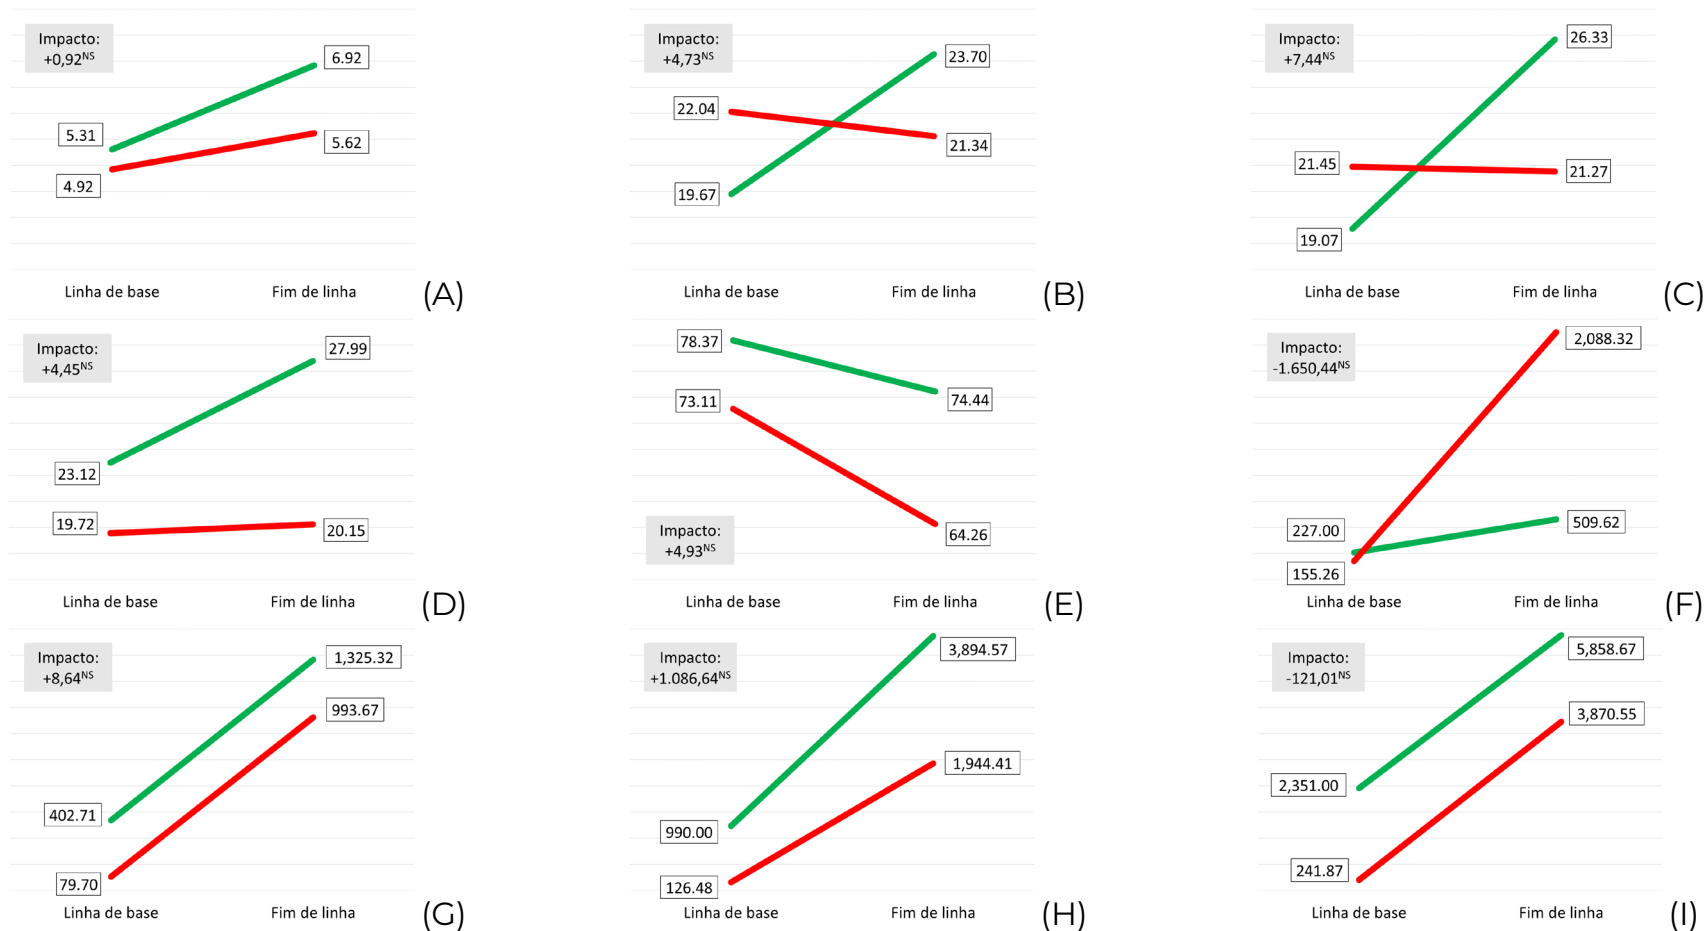 Impacto:
+0,92NS
6.92
5.31
5.62
4.92
Linha de base
Fim de linha
(A)
Impacto:
+4,73NS
23.70
22.04
21.34
19.67
Linha de base
Fim de linha
(B)
Impacto:
+7,44NS
26.33
21.45
21.27
19.07
Linha de base
Fim de linha
(C)
Impacto:
+4,45NS
27.99
23.12
19.72
20.15
Linha de base
Fim de linha
(D)
78.37
74.44
73.11
64.26
Impacto:
+4,93NS
Linha de base
Fim de linha
(E)
Impacto:
-1.650,44NS
2,088.32
227.00
509.62
155.26
Linha de base
Fim de linha
(F)
Impacto:
+8,64NS
1,325.32
993.67
402.71
79.70
Linha de base
Fim de linha
(G)
Impacto:
+1.086,64NS
3,894.57
1,944.41
990.00
126.48
Linha de base
Fim de linha
(H)
Impacto:
-121,01NS
5,858.67
3,870.55
2,351.00
241.87
Linha de base
Fim de linha
(I)